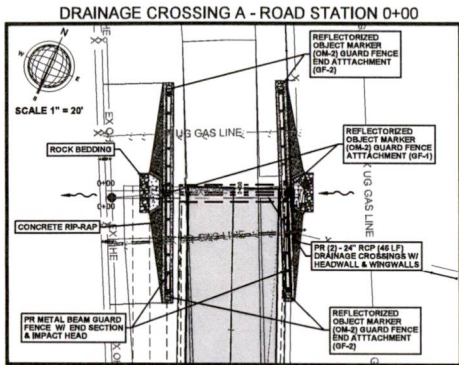 DRAINAGE CROSSING A - ROAD STATION 0+00
N
W
E
S
SCALE 1" = 20'
REFLECTORIZED
OBJECT MARKER
(OM-2) GUARD FENCE
END ATTTACHMENT
(GF-2)
UG GAS LINE
ROCK BEDDING
REFLECTORIZED
OBJECT MARKER
(OM-2) GUARD FENCE
ATTTACHMENT (GF-1)
0+00
0+00
CONCRETE RIP-RAP
UG GAS LINE
PR (2) - 24" RCP (46 LF)
DRAINAGE CROSSINGS W/
HEADWALL & WINGWALLS
PR METAL BEAM GUARD
FENCE W/ END SECTION
& IMPACT HEAD
REFLECTORIZED
OBJECT MARKER
(OM-2) GUARD FENCE
END ATTTACHMENT
(GF-2)